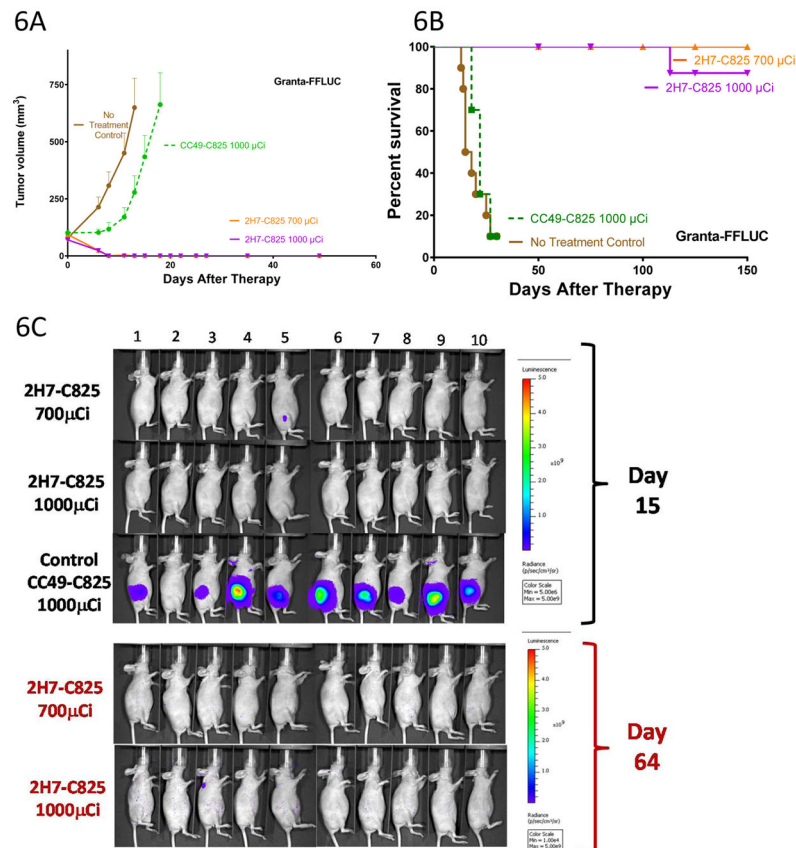 6A
Tumor volume (mm³)
750
500
250
0
0
20
40
60
Days After Therapy
Granta-FFLUC
No
Treatment
Control
CC49-C825 1000 µCi
2H7-C825 700 µCi
2H7-C825 1000 µCi
6B
Percent survival
100
80
60
40
20
0
0
50
100
150
Days After Therapy
2H7-C825 700 µCi
2H7-C825 1000 µCi
CC49-C825 1000 µCi
No Treatment Control
Granta-FFLUC
6C
1 2 3 4 5 6 7 8 9 10
2H7-C825
700µCi
2H7-C825
1000µCi
Control
CC49-C825
1000µCi
Luminescence
5.0
4.0
3.0
x10⁹
2.0
1.0
Radiance
(p/sec/cm²/sr)
Color Scale
Min = 5.00e6
Max = 5.00e9
Day
15
2H7-C825
700µCi
2H7-C825
1000µCi
Luminescence
5.0
4.0
3.0
x10⁹
2.0
1.0
Radiance
(p/sec/cm²/sr)
Color Scale
Min = 1.00e4
Max = 5.00e9
Day
64